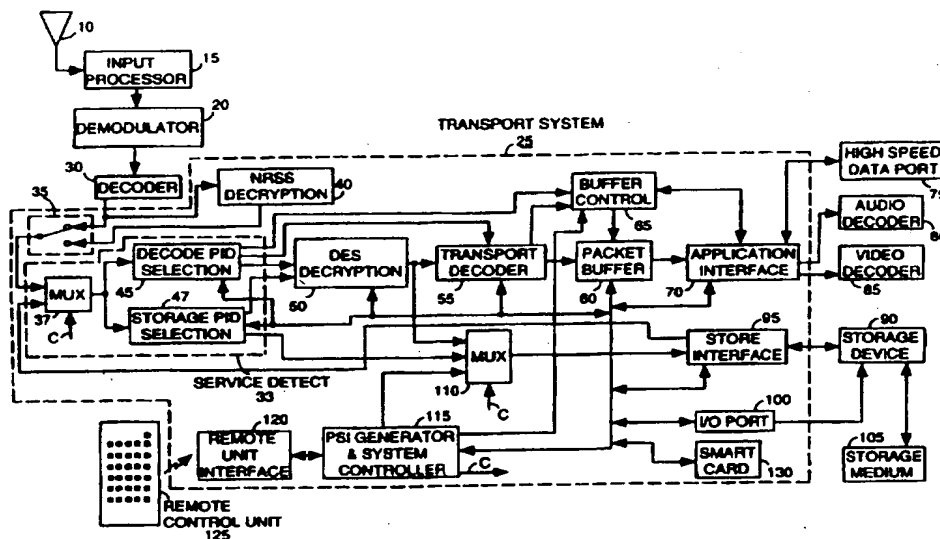 10
INPUT
PROCESSOR
15
20
DEMODULATOR
TRANSPORT SYSTEM
25
30
DECODER
35
NRSS
DECRYPTION
40
BUFFER
CONTROL
65
HIGH SPEED
DATA PORT
75
AUDIO
DECODER
VIDEO
DECODER
85
DECODE PID
SELECTION
45
DES
DECRYPTION
50
TRANSPORT
DECODER
55
PACKET
BUFFER
60
APPLICATION
INTERFACE
70
MUX
37
C
47
STORAGE PID
SELECTION
SERVICE DETECT
33
MUX
110
C
95
STORE
INTERFACE
90
STORAGE
DEVICE
100
I/O PORT
105
STORAGE
MEDIUM
SMART
CARD
130
120
REMOTE
UNIT
INTERFACE
115
PSI GENERATOR
& SYSTEM
CONTROLLER
C
REMOTE
CONTROL UNIT
125